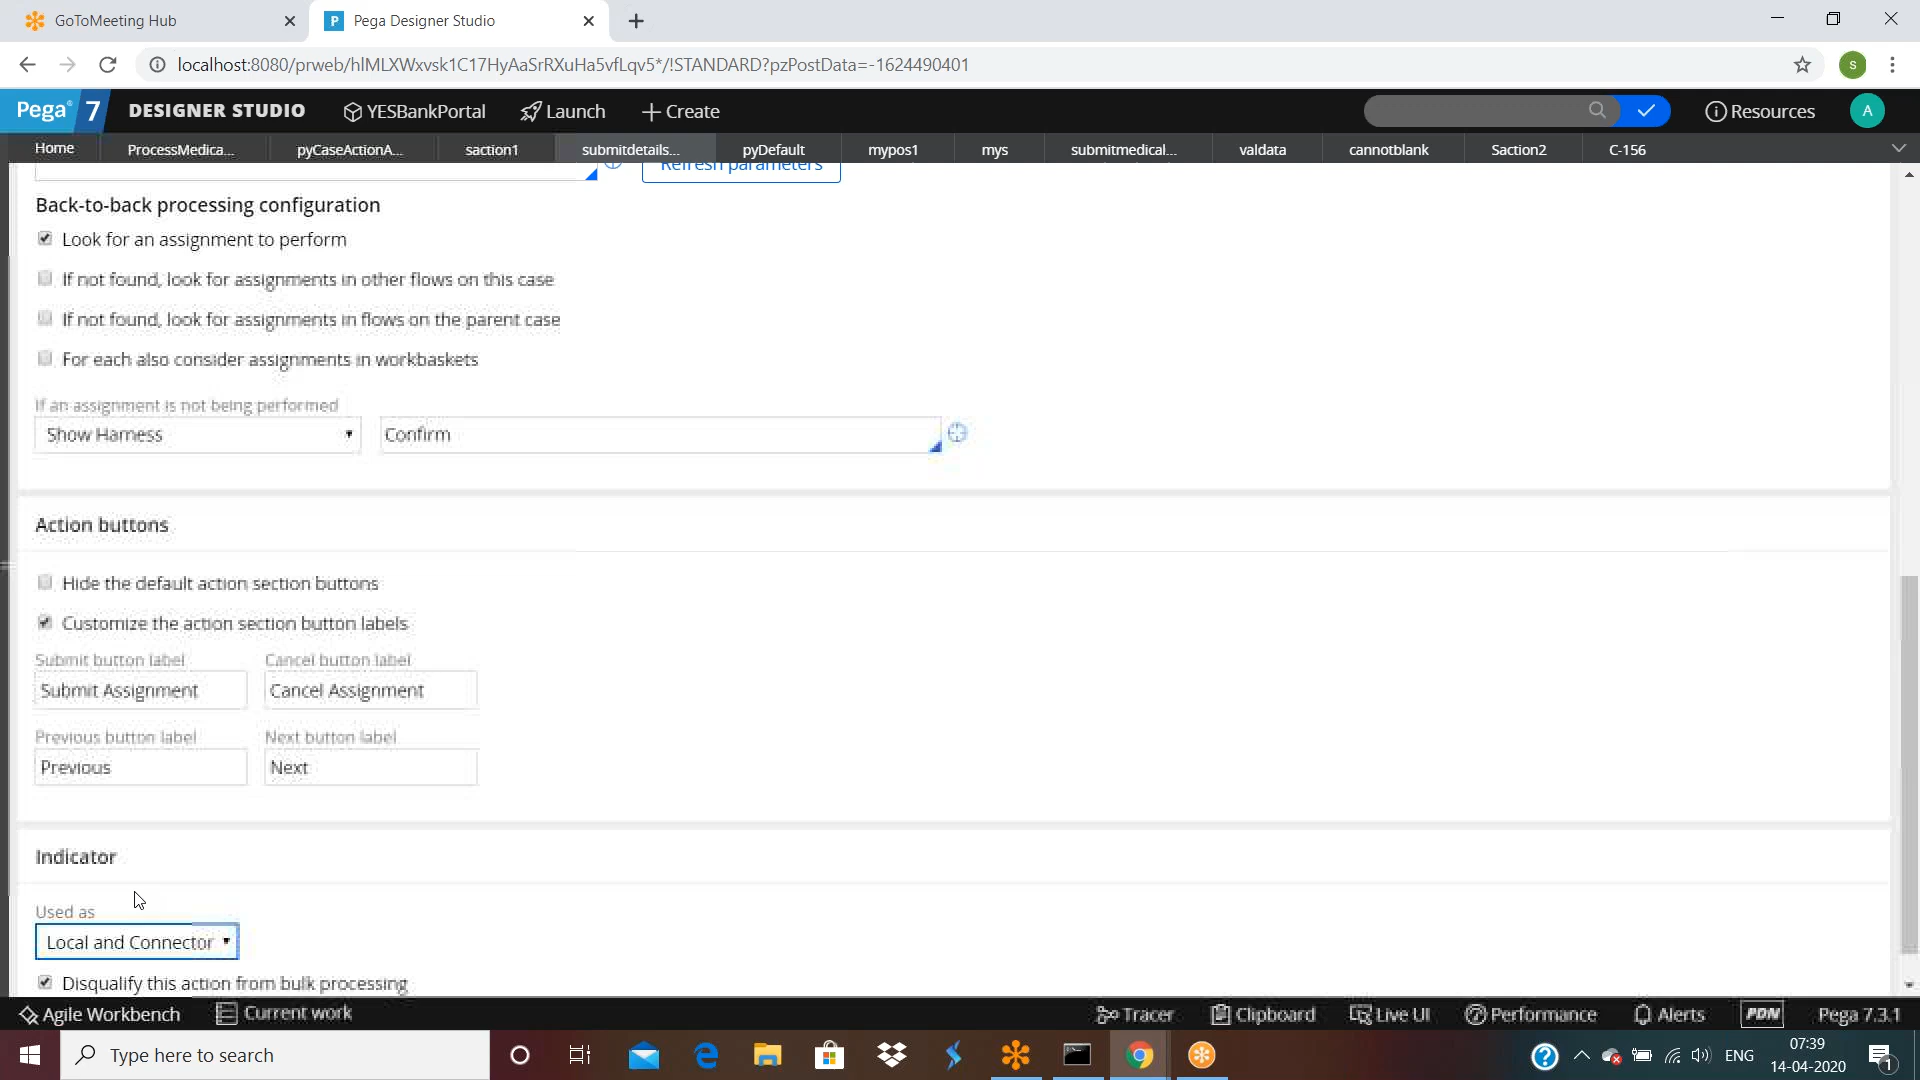 GoToMeeting Hub
P Pega Designer Studio
localhost:8080/prweb/hlMLXWxvsk1C17HyAaSrRXuHa5vfLqv5*/!STANDARD?pzPostData=-1624490401
s
Pega 7 DESIGNER STUDIO YESBankPortal Launch Create Resources A
Home ProcessMedica... pyCaseActionA... saction1 submitdetails... pyDefault mypos1 mys submitmedical... valdata cannotblank Saction2 C-156
Refresh parameters
Back-to-back processing configuration
Look for an assignment to perform
If not found, look for assignments in other flows on this case
If not found, look for assignments in flows on the parent case
For each also consider assignments in workbaskets
If an assignment is not being performed
Show Harness Confirm
Action buttons
Hide the default action section buttons
Customize the action section button labels
Submit button label Cancel button label
Submit Assignment Cancel Assignment
Previous button label Next button label
Previous Next
Indicator
Used as
Local and Connector
Disqualify this action from bulk processing
Agile Workbench Current work Tracer Clipboard Live UI Performance Alerts PDN Pega 7.3.1
Type here to search ENG 07:39
14-04-2020
1